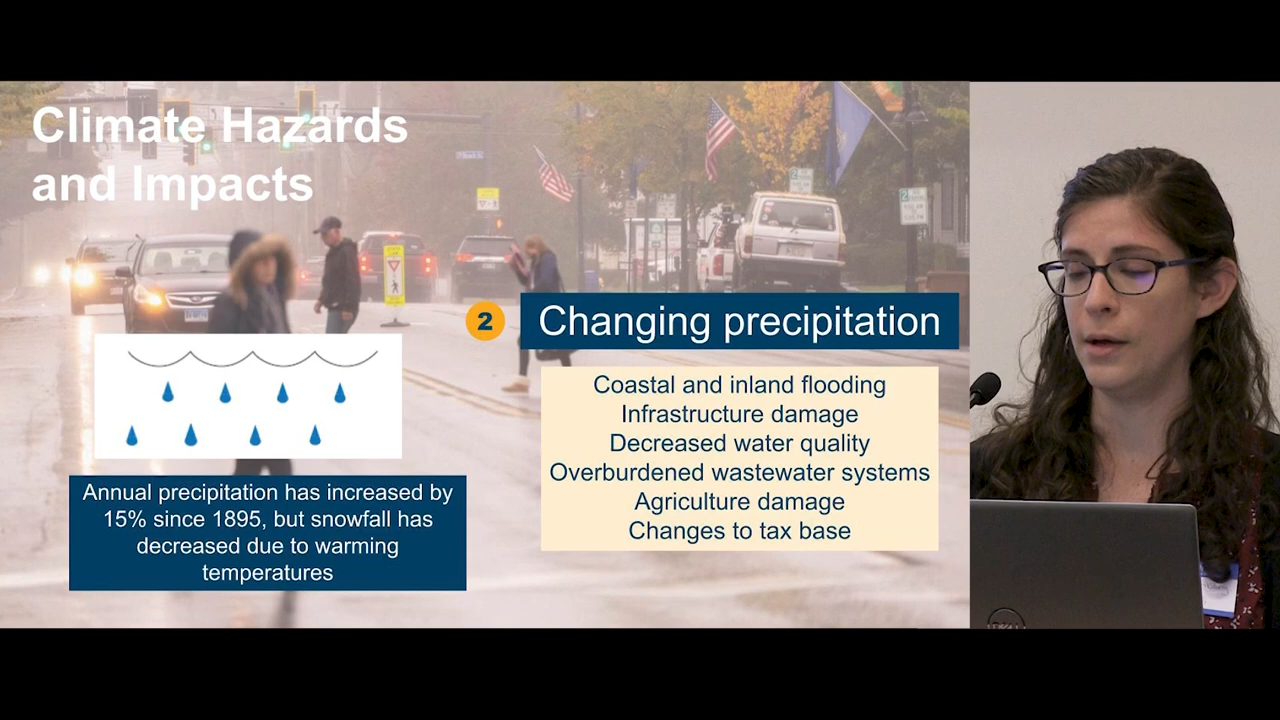 Climate Hazards
and Impacts
2
Changing precipitation
Coastal and inland flooding
Infrastructure damage
Decreased water quality
Overburdened wastewater systems
Agriculture damage
Changes to tax base
Annual precipitation has increased by
15% since 1895, but snowfall has
decreased due to warming
temperatures
DELL